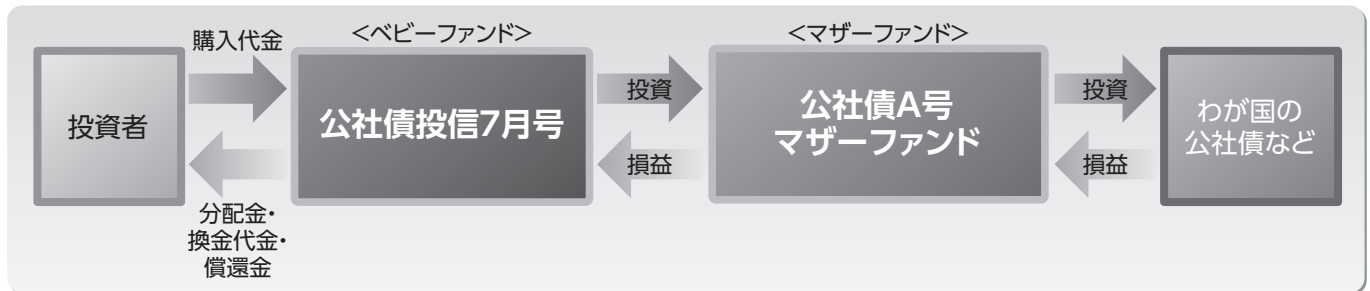 購入代金
<ベビーファンド>
<マザーファンド>
投資者
公社債投信7月号
投資
公社債A号
マザーファンド
投資
わが国の
公社債など
損益
損益
分配金・
換金代金・
償還金